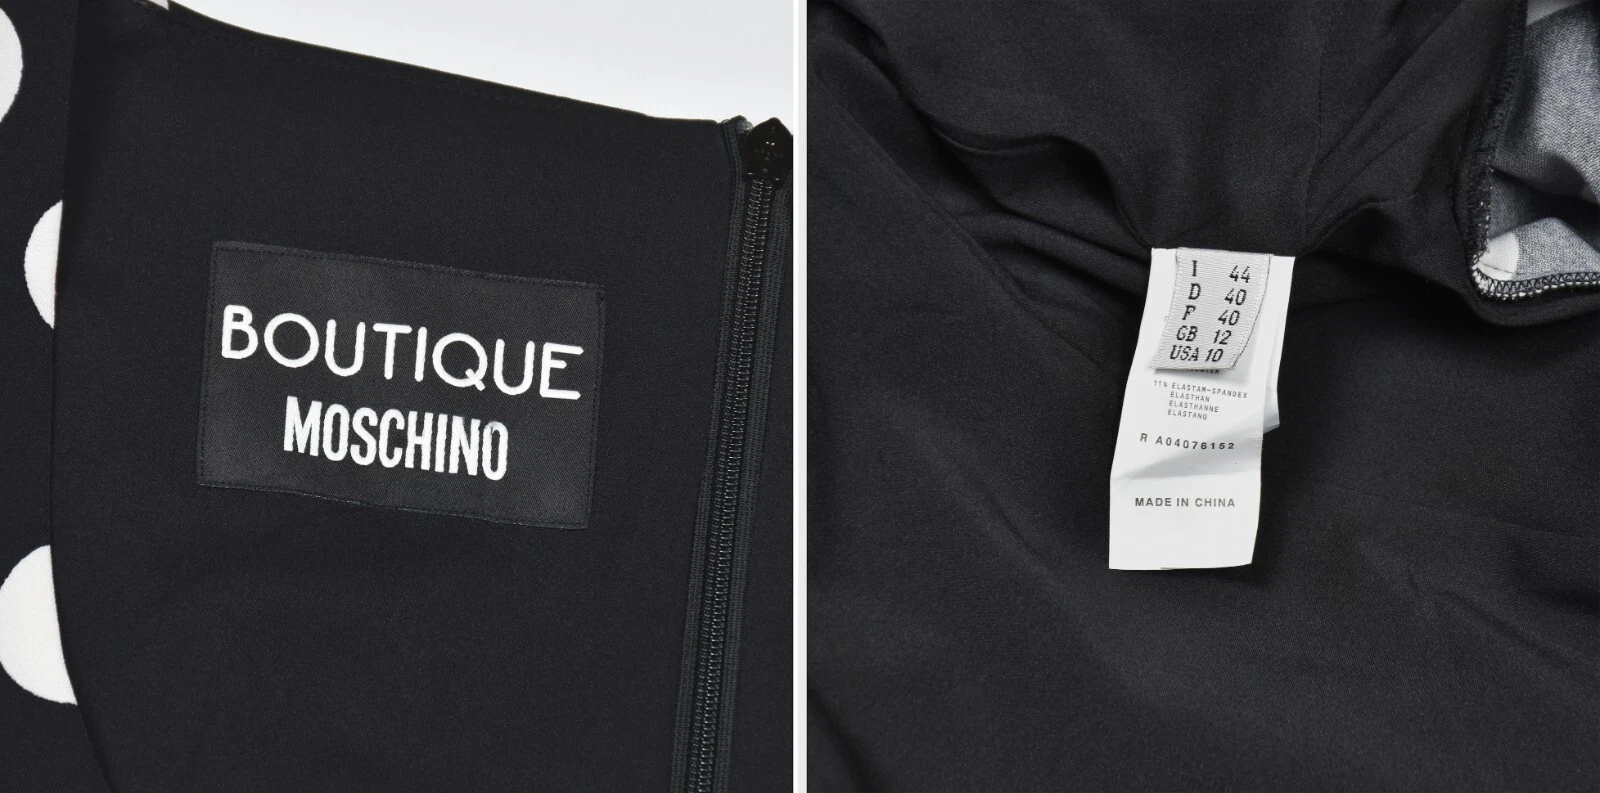 BOUTIQUE
MOSCHINO
I 44
D 40
F 40
GB 12
USA 10
11% ELASTAM-SPANDEX
ELASTHAN
ELASTHANNE
ELASTANO
R A04076152
MADE IN CHINA